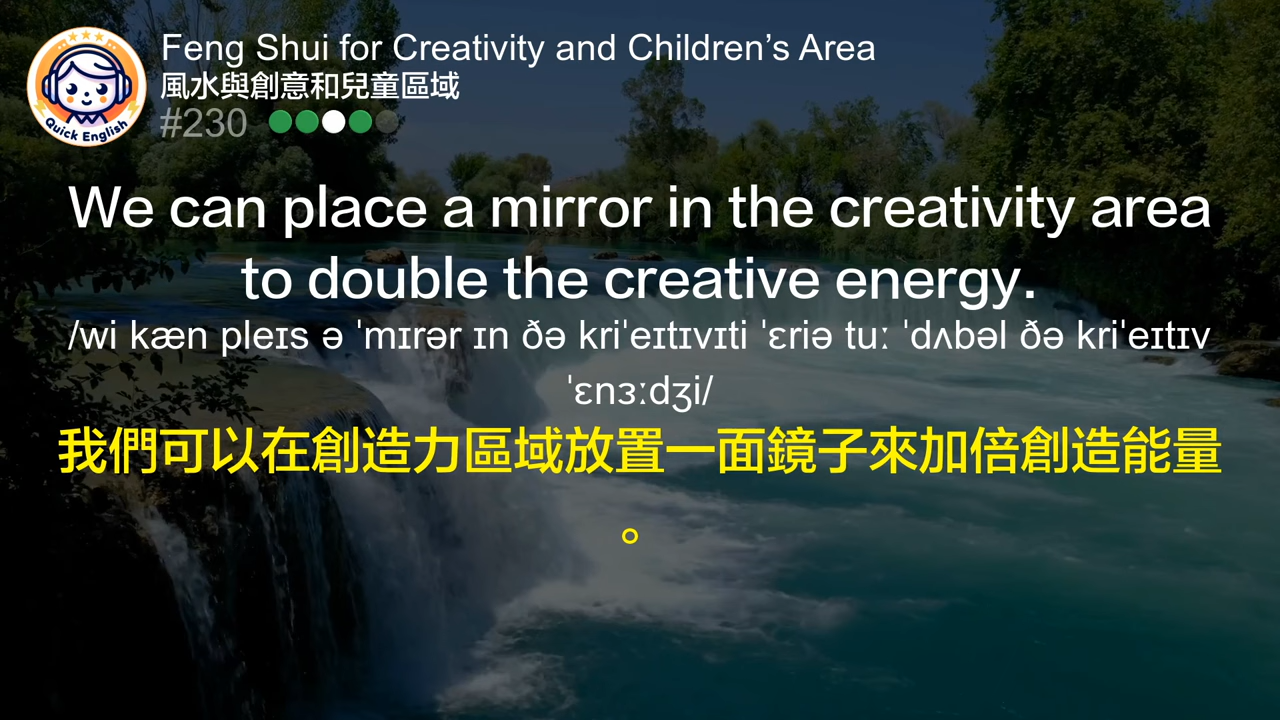 Feng Shui for Creativity and Children’s Area
風水與創意和兒童區域
#230
Quick English
We can place a mirror in the creativity area
to double the creative energy.
/wi kæn pleɪs ə ˈmɪrər ɪn ðə kriˈeɪtɪvɪti ˈɛriə tuː ˈdʌbəl ðə kriˈeɪtɪv
ˈɛnɜːdʒi/
我們可以在創造力區域放置一面鏡子來加倍創造能量
。